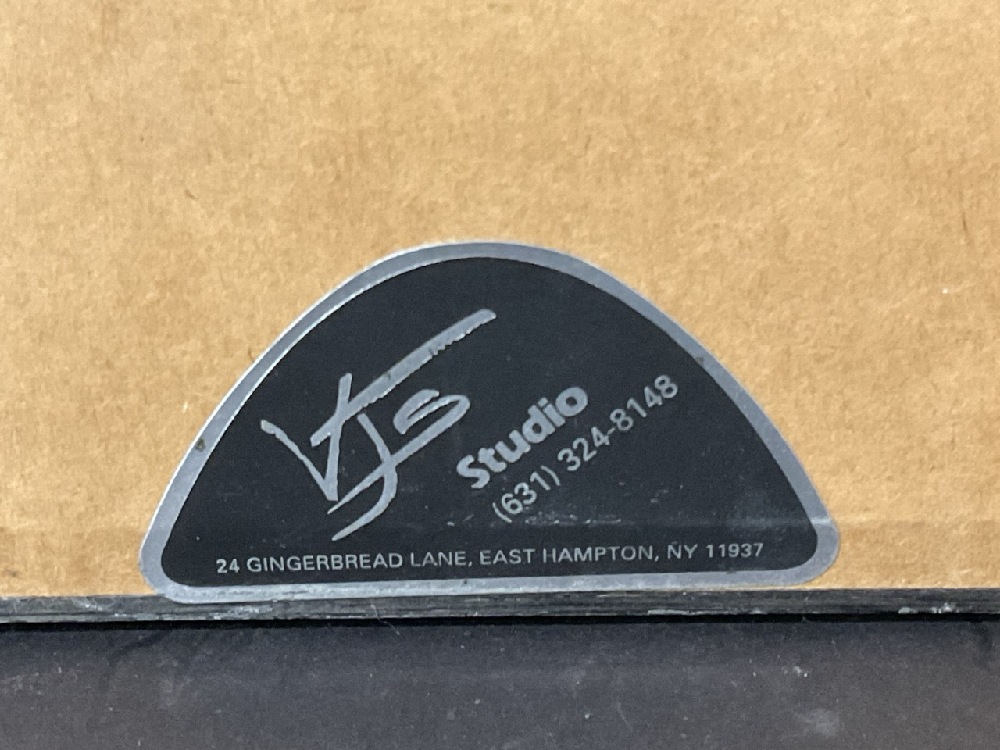 VJS
Studio
(631) 324-8148
24 GINGERBREAD LANE, EAST HAMPTON, NY 11937